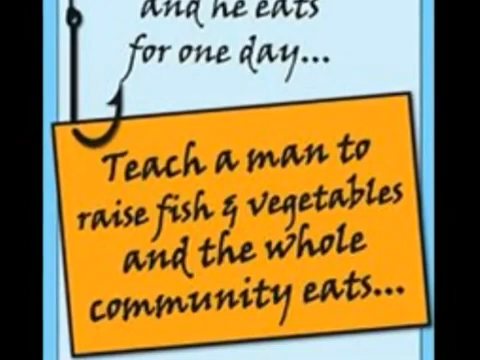 and he eats
for one day...
Teach a man to
raise fish & vegetables
and the whole
community eats...